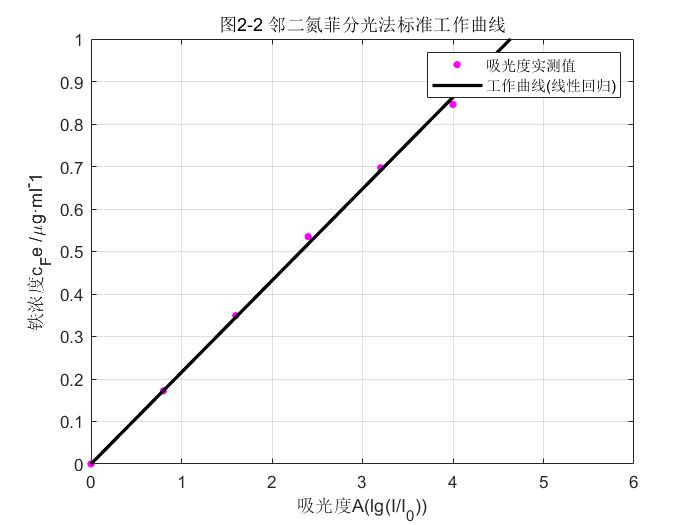 图2-2 邻二氮菲分光法标准工作曲线
吸光度实测值
工作曲线(线性回归)
1
0.9
0.8
0.7
0.6
0.5
0.4
0.3
0.2
0.1
0
铁浓度c_Fe /μg·ml^-1
0 1 2 3 4 5 6
吸光度A(lg(I/I_0))